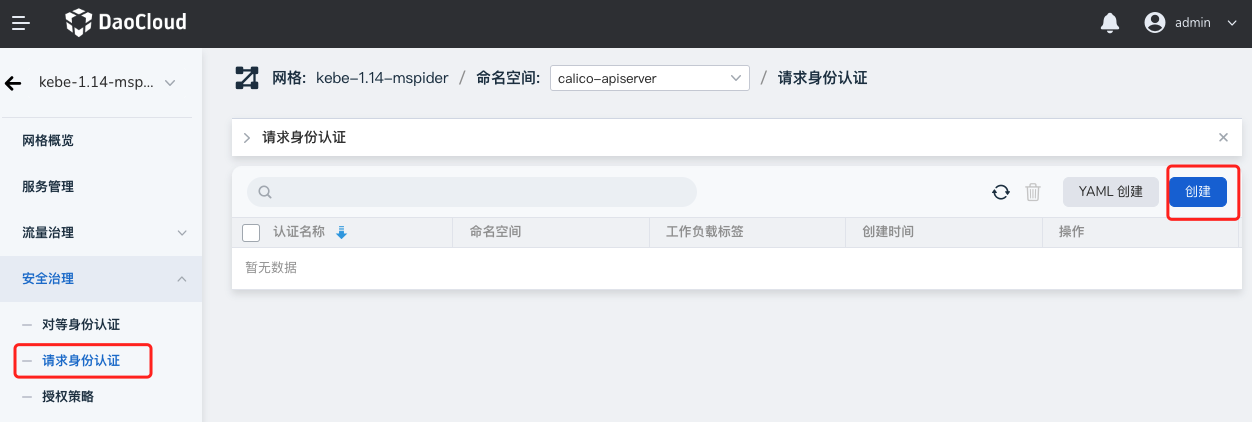 DaoCloud
admin
kebe-1.14-msp...
网格: kebe-1.14-mspider / 命名空间: calico-apiserver / 请求身份认证
网格概览
服务管理
流量治理
安全治理
对等身份认证
请求身份认证
授权策略
请求身份认证
YAML 创建
创建
认证名称 命名空间 工作负载标签 创建时间 操作
暂无数据